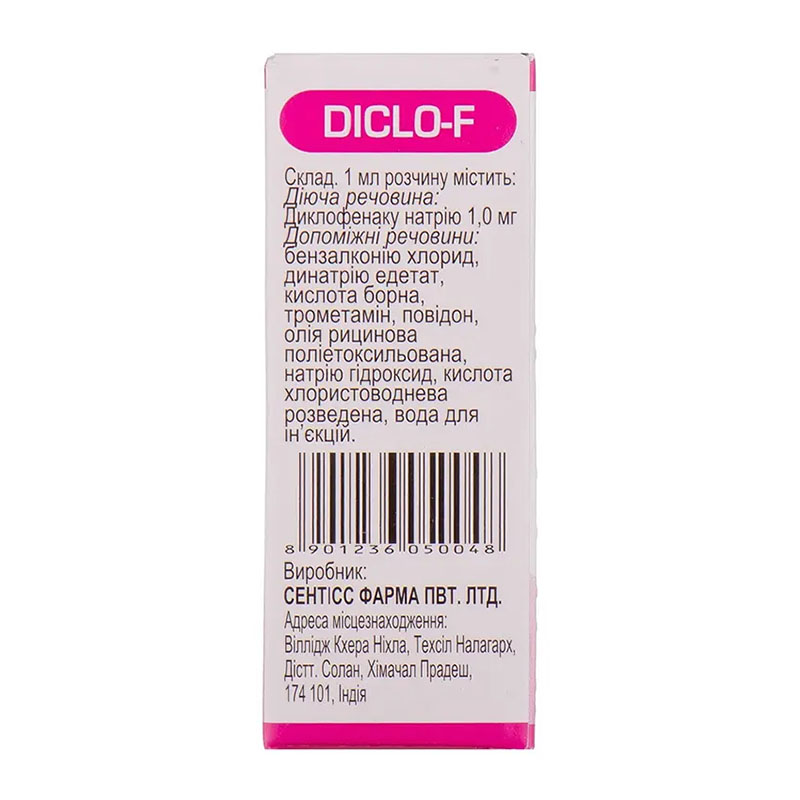 DICLO-F
Склад. 1 мл розчину містить:
Діюча речовина:
Диклофенаку натрію 1,0 мг
Допоміжні речовини:
бензалконію хлорид,
динатрію едетат,
кислота борна,
трометамін, повідон,
олія рицинова
поліетоксильована,
натрію гідроксид, кислота
хлористоводнева
розведена, вода для
ін’єкцій.
8 901236 050048
Виробник:
СЕНТІСС ФАРМА ПВТ. ЛТД.
Адреса місцезнаходження:
Вілл​ідж Кхера Ніхла, Техсіл Налагарх,
Дістт. Солан, Хімачал Прадеш,
174 101, Індія